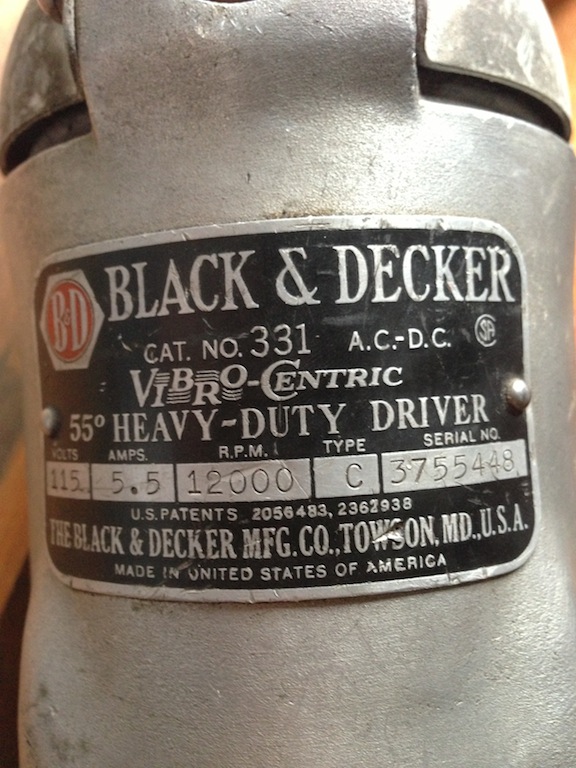 B&D BLACK & DECKER
CAT. NO. 331 A.C.-D.C. SA
VIBRO-CENTRIC
55° HEAVY-DUTY DRIVER
VOLTS AMPS. R.P.M. TYPE SERIAL NO.
115 5.5 12000 C 3755448
U.S. PATENTS 2056483, 2362938
THE BLACK & DECKER MFG. CO., TOWSON, MD., U.S.A.
MADE IN UNITED STATES OF AMERICA